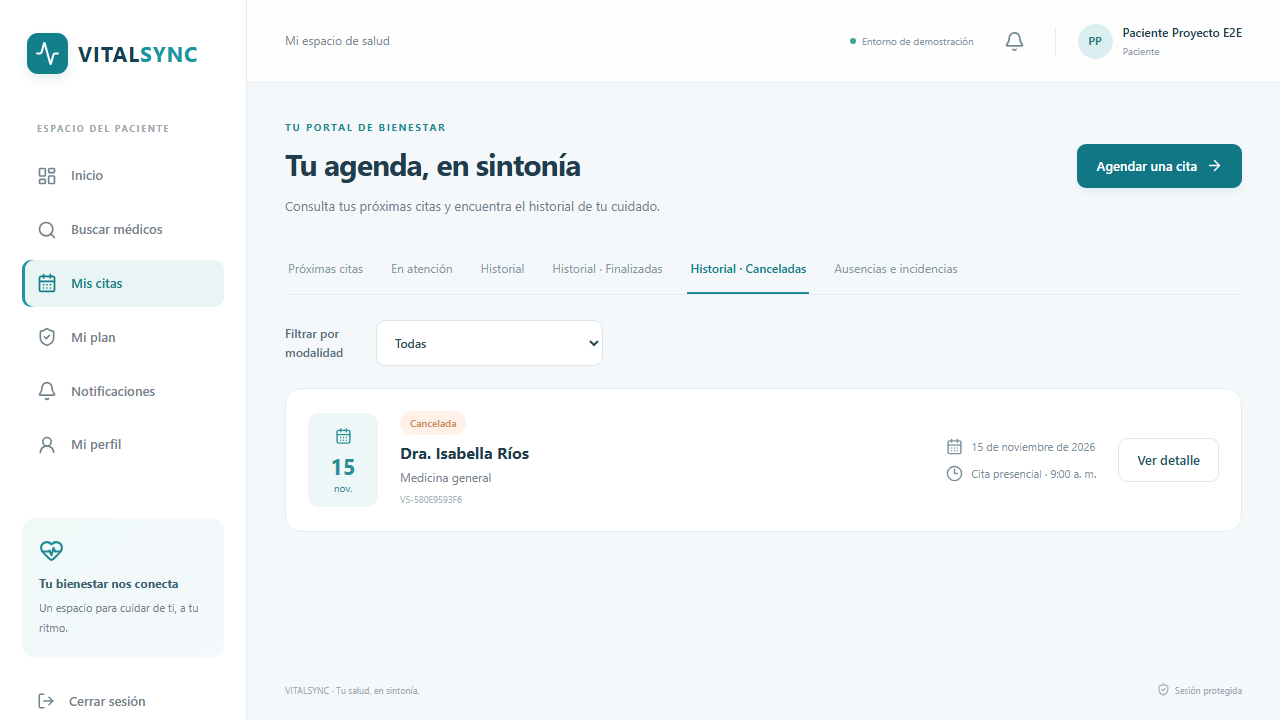 VITALSYNC
ESPACIO DEL PACIENTE
Inicio
Buscar médicos
Mis citas
Mi plan
Notificaciones
Mi perfil
Tu bienestar nos conecta
Un espacio para cuidar de ti, a tu
ritmo.
Cerrar sesión
Mi espacio de salud
Entorno de demostración
PP
Paciente Proyecto E2E
Paciente
TU PORTAL DE BIENESTAR
Tu agenda, en sintonía
Consulta tus próximas citas y encuentra el historial de tu cuidado.
Agendar una cita
Próximas citas
En atención
Historial
Historial · Finalizadas
Historial · Canceladas
Ausencias e incidencias
Filtrar por
modalidad
Todas
15
nov.
Cancelada
Dra. Isabella Ríos
Medicina general
VS-580E9593F6
15 de noviembre de 2026
Cita presencial · 9:00 a. m.
Ver detalle
VITALSYNC · Tu salud, en sintonía.
Sesión protegida